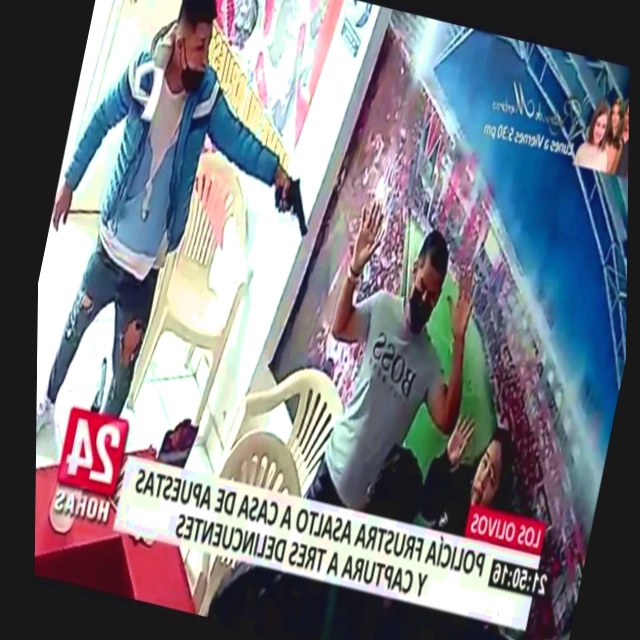 Lunes a Viernes 5:30 pm
BOSS
24
HORAS
LOS OLIVOS
21:50:16
POLICÍA FRUSTRA ASALTO A CASA DE APUESTAS
Y CAPTURA A TRES DELINCUENTES